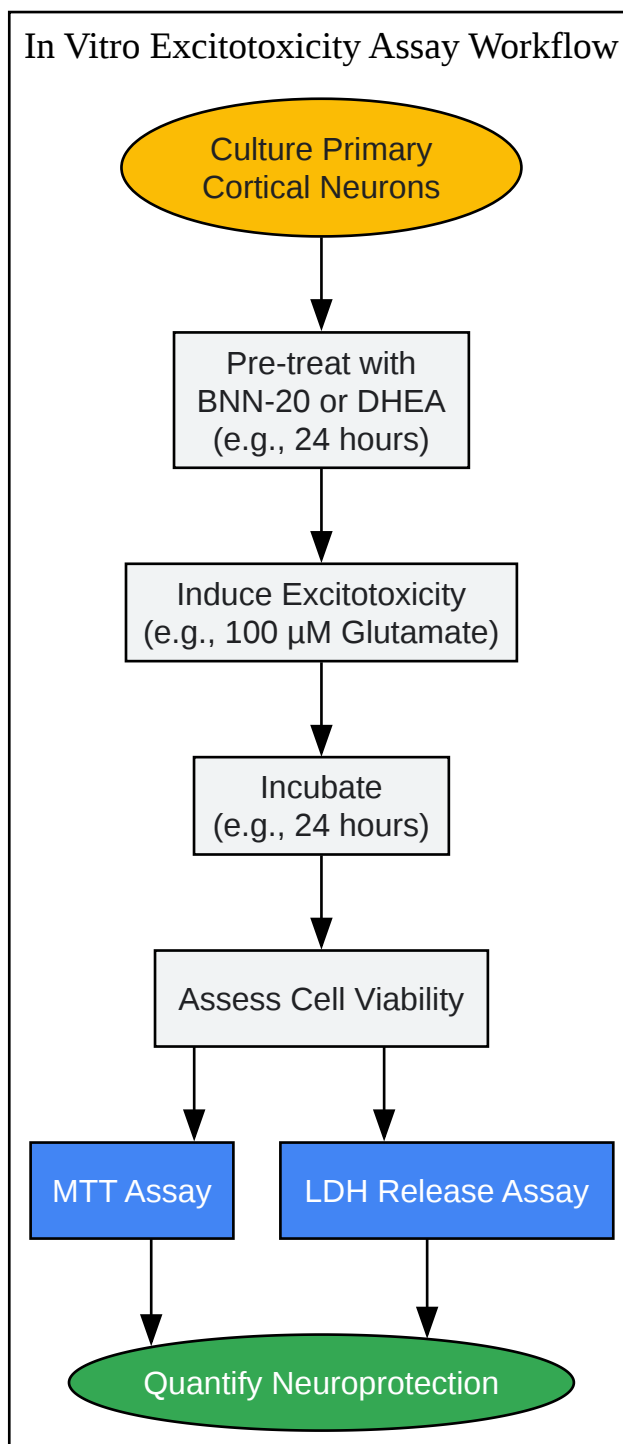 In Vitro Excitotoxicity Assay Workflow
Culture Primary
Cortical Neurons
Pre-treat with
BNN-20 or DHEA
(e.g., 24 hours)
Induce Excitotoxicity
(e.g., 100 µM Glutamate)
Incubate
(e.g., 24 hours)
Assess Cell Viability
MTT Assay
LDH Release Assay
Quantify Neuroprotection